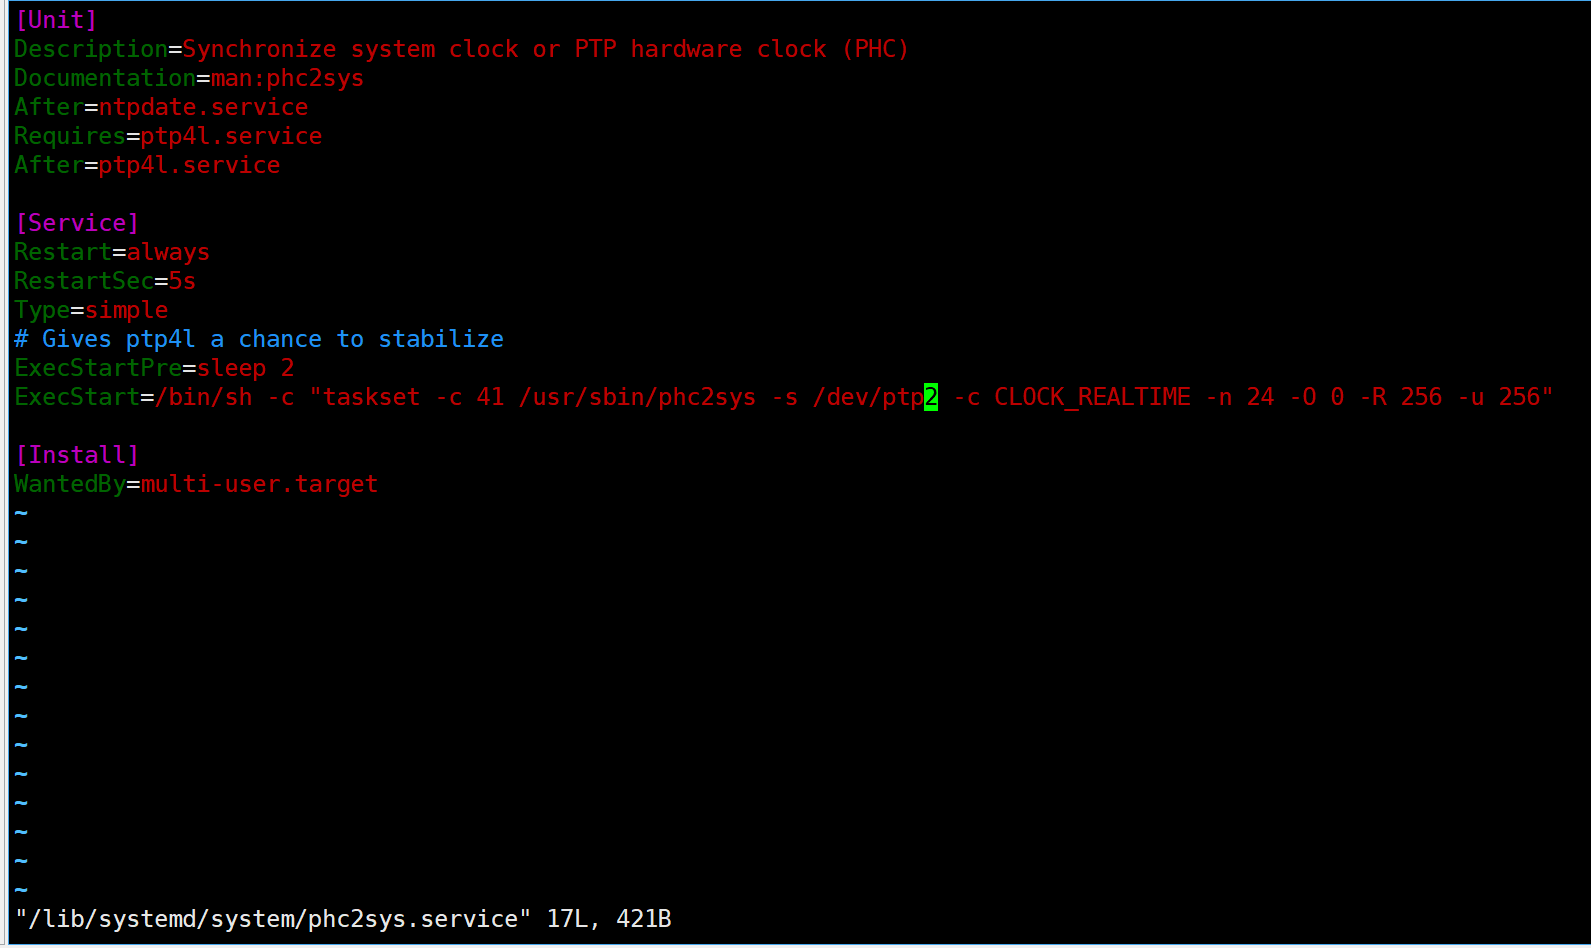 [Unit]
Description=Synchronize system clock or PTP hardware clock (PHC)
Documentation=man:phc2sys
After=ntpdate.service
Requires=ptp4l.service
After=ptp4l.service

[Service]
Restart=always
RestartSec=5s
Type=simple
# Gives ptp4l a chance to stabilize
ExecStartPre=sleep 2
ExecStart=/bin/sh -c "taskset -c 41 /usr/sbin/phc2sys -s /dev/ptp2 -c CLOCK_REALTIME -n 24 -O 0 -R 256 -u 256"

[Install]
WantedBy=multi-user.target
~
~
~
~
~
~
~
~
~
~
~
~
~
~
"/lib/systemd/system/phc2sys.service" 17L, 421B